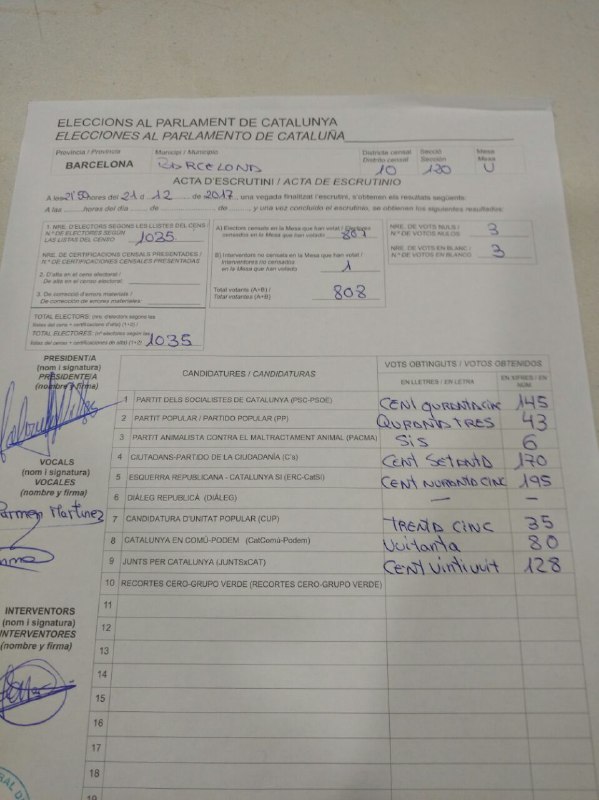 ELECCIONS AL PARLAMENT DE CATALUNYA
ELECCIONES AL PARLAMENTO DE CATALUÑA
Província / Provincia Municipi / Municipio Districte censal Secció Mesa
Distrito censal Sección Mesa
BARCELONA BARCELONA 10 120 U
ACTA D'ESCRUTINI / ACTA DE ESCRUTINIO
A les 21'50 hores del 21 d 12 de 2017, una vegada finalitzat l'escrutini, s'obtenen els resultats següents:
A las hores del día de de y una voz concluido el escrutinio, se obtienen los siguientes resultados:
1. NRE. D'ELECTORS SEGONS LES LLISTES DEL CENS
N.º DE ELECTORES SEGÚN
LAS LISTAS DEL CENSO 1035
NRE. DE CERTIFICACIONS CENSALS PRESENTADES /
N.º DE CERTIFICACIONES CENSALES PRESENTADAS
2. D'alta en el cens electoral /
De alta en el censo electoral:
3. De correcció d'errors materials /
De corrección de errores materiales:
TOTAL ELECTORS: (nre. d'electors segons les
llistes del cens + certificacions d'alta) (1+2) /
TOTAL ELECTORES: (nº electores según las
listas del censo + certificaciones de alta) (1+2) 1035
A) Electors censats en la Mesa que han votat / Electores
censados en la Mesa que han votado 807
B) Interventors no censats en la Mesa que han votat /
Interventores no censados
en la Mesa que han votado 1
Total votants (A+B) /
Total votantes (A+B) 808
NRE. DE VOTS NULS /
N.º DE VOTOS NULOS 3
NRE. DE VOTS EN BLANC /
N.º DE VOTOS EN BLANCO 3
PRESIDENT/A
(nom i signatura)
PRESIDENTE/A
(nombre y firma)
VOCALS
(nom i signatura)
VOCALES
(nombre y firma)
Carmen Martínez
INTERVENTORS
(nom i signatura)
INTERVENTORES
(nombre y firma)
CANDIDATURES / CANDIDATURAS VOTS OBTINGUTS / VOTOS OBTENIDOS
EN LLETRES / EN LETRA EN XIFRES / EN NÚM.
1 PARTIT DELS SOCIALISTES DE CATALUNYA (PSC-PSOE) CENT QURANTA CINC 145
2 PARTIT POPULAR / PARTIDO POPULAR (PP) QURANTA TRES 43
3 PARTIT ANIMALISTA CONTRA EL MALTRACTAMENT ANIMAL (PACMA) SIS 6
4 CIUTADANS-PARTIDO DE LA CIUDADANÍA (C's) CENT SETANTA 170
5 ESQUERRA REPUBLICANA - CATALUNYA SI (ERC-CatSí) CENT NURANTA CINC 195
6 DIÀLEG REPUBLICÀ (DIÀLEG) — –
7 CANDIDATURA D'UNITAT POPULAR (CUP) TRENTA CINC 35
8 CATALUNYA EN COMÚ-PODEM (CatComú-Podem) Vuitanta 80
9 JUNTS PER CATALUNYA (JUNTSxCAT) CENT VINTIVUIT 128
10 RECORTES CERO-GRUPO VERDE (RECORTES CERO-GRUPO VERDE)
11
12
13
14
15
16
17
18
19